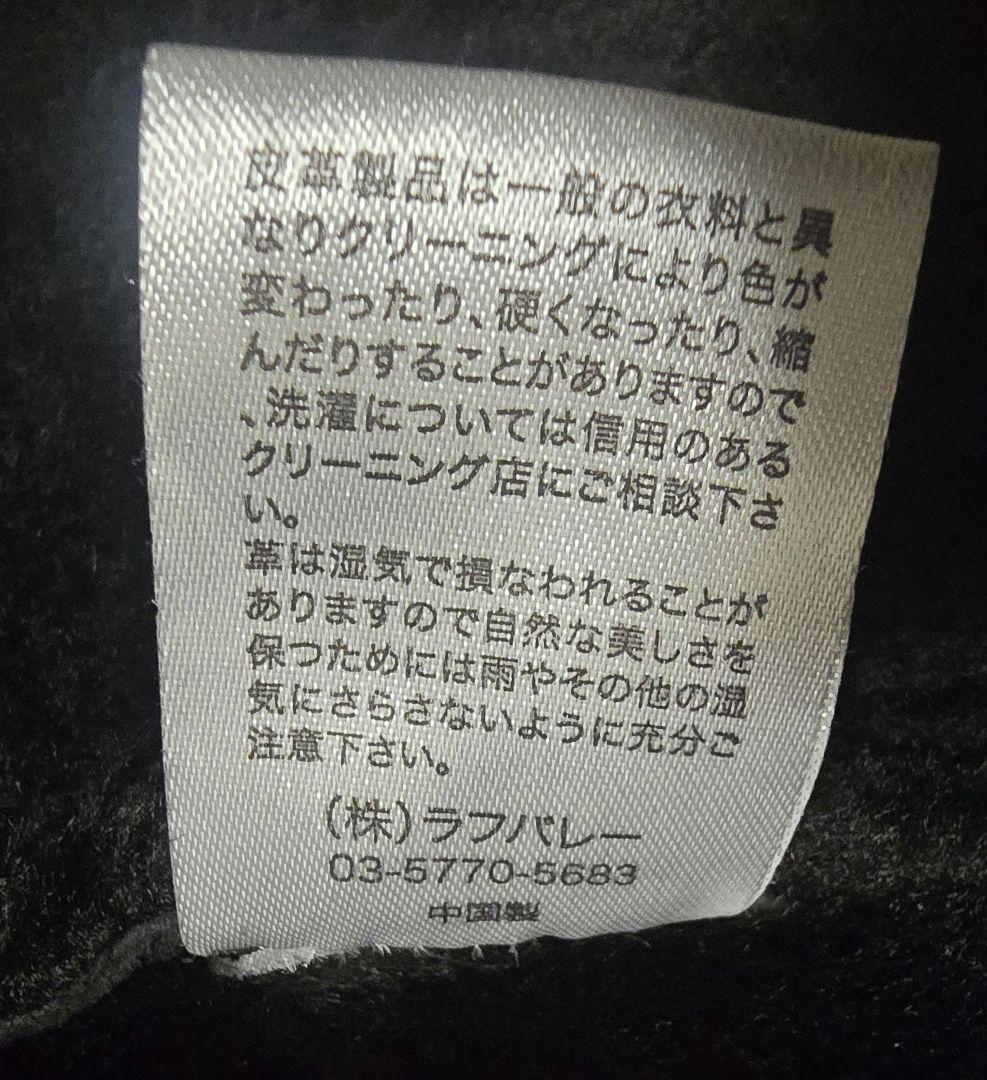 皮革製品は一般の衣料と異
なりクリーニングにより色が
変わったり、硬くなったり、縮
んだりすることがありますので
、洗濯については信用のある
クリーニング店にご相談下さ
い。
革は湿気で損なわれることが
ありますので自然な美しさを
保つためには雨やその他の湿
気にさらさないように充分ご
注意下さい。
(株)ラフバレー
03-5770-5683
中国製